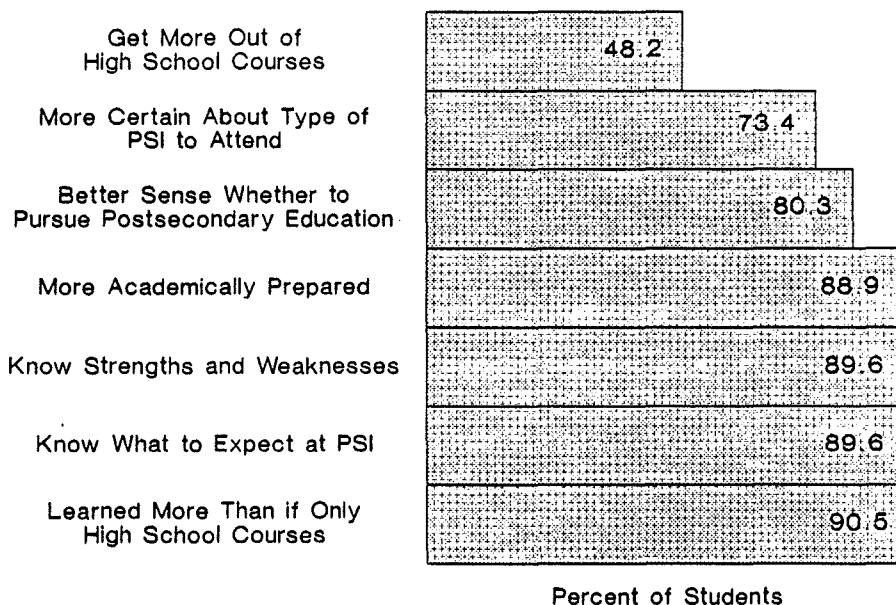 Get More Out of
High School Courses
48.2
More Certain About Type of
PSI to Attend
73.4
Better Sense Whether to
Pursue Postsecondary Education
80.3
More Academically Prepared
88.9
Know Strengths and Weaknesses
89.6
Know What to Expect at PSI
89.6
Learned More Than if Only
High School Courses
90.5
Percent of Students